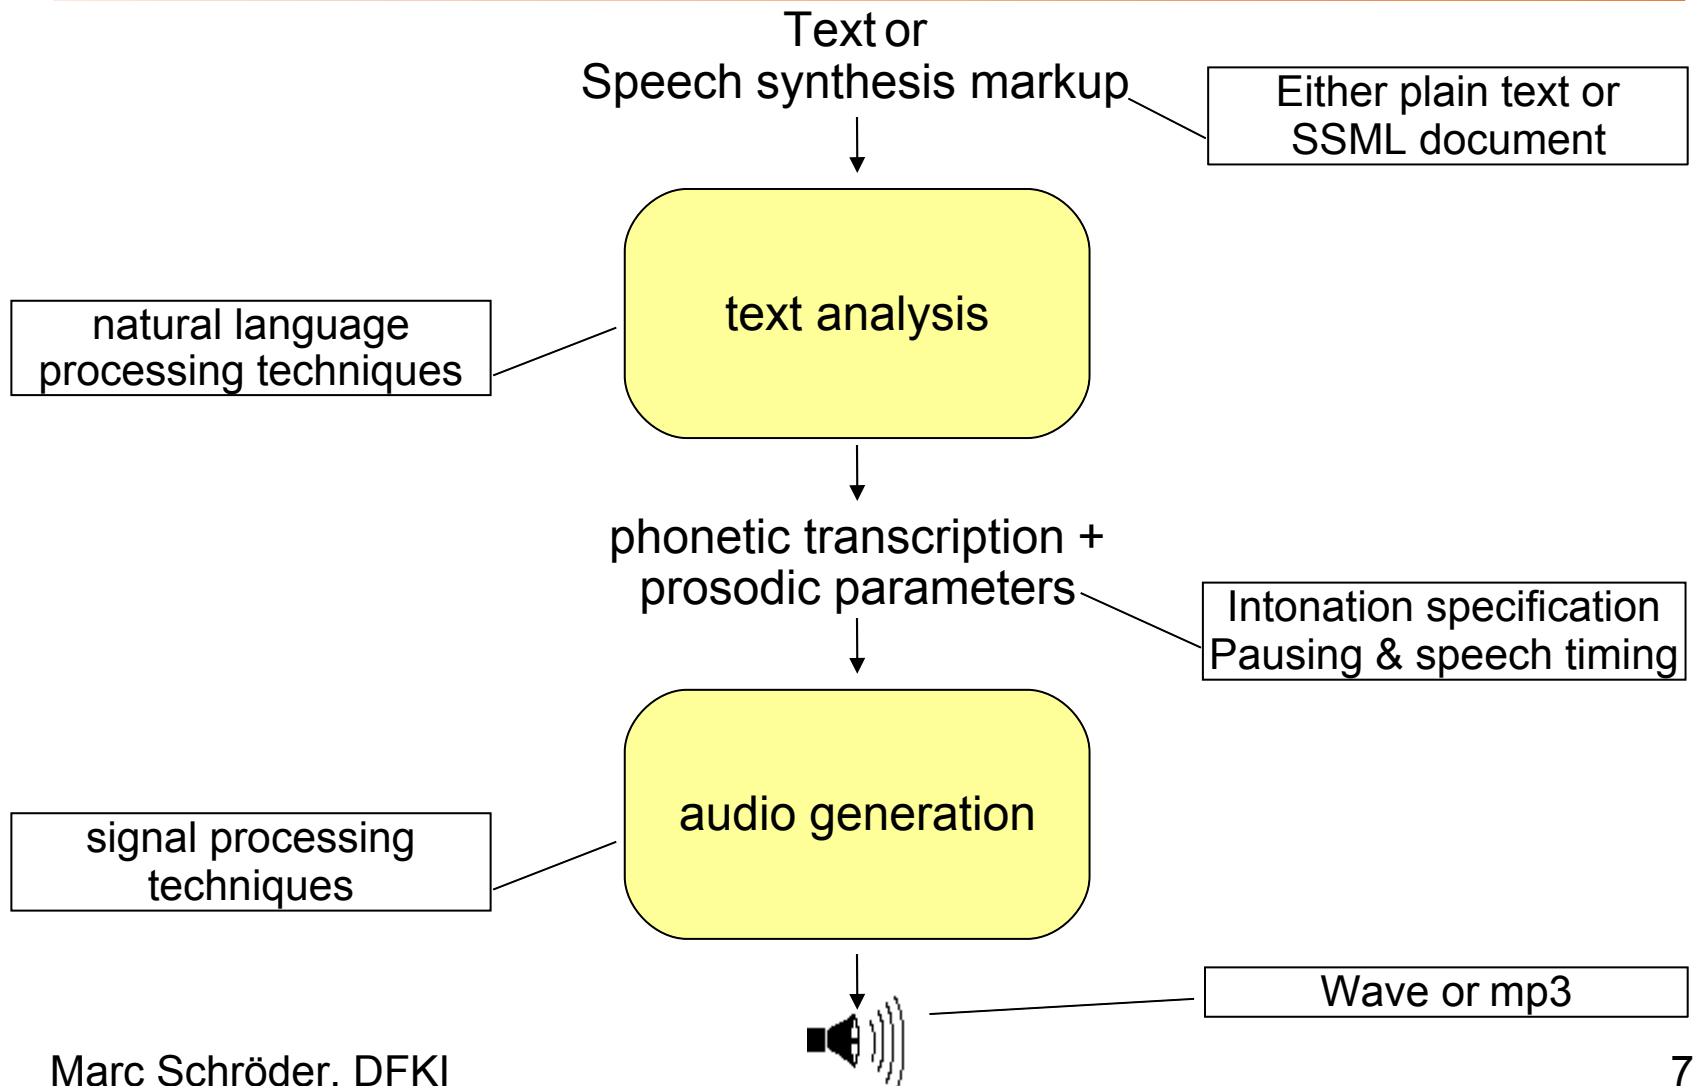 Text or
Speech synthesis markup
Either plain text or
SSML document
text analysis
natural language
processing techniques
phonetic transcription +
prosodic parameters
Intonation specification
Pausing & speech timing
audio generation
signal processing
techniques
Wave or mp3
Marc Schröder, DFKI
7